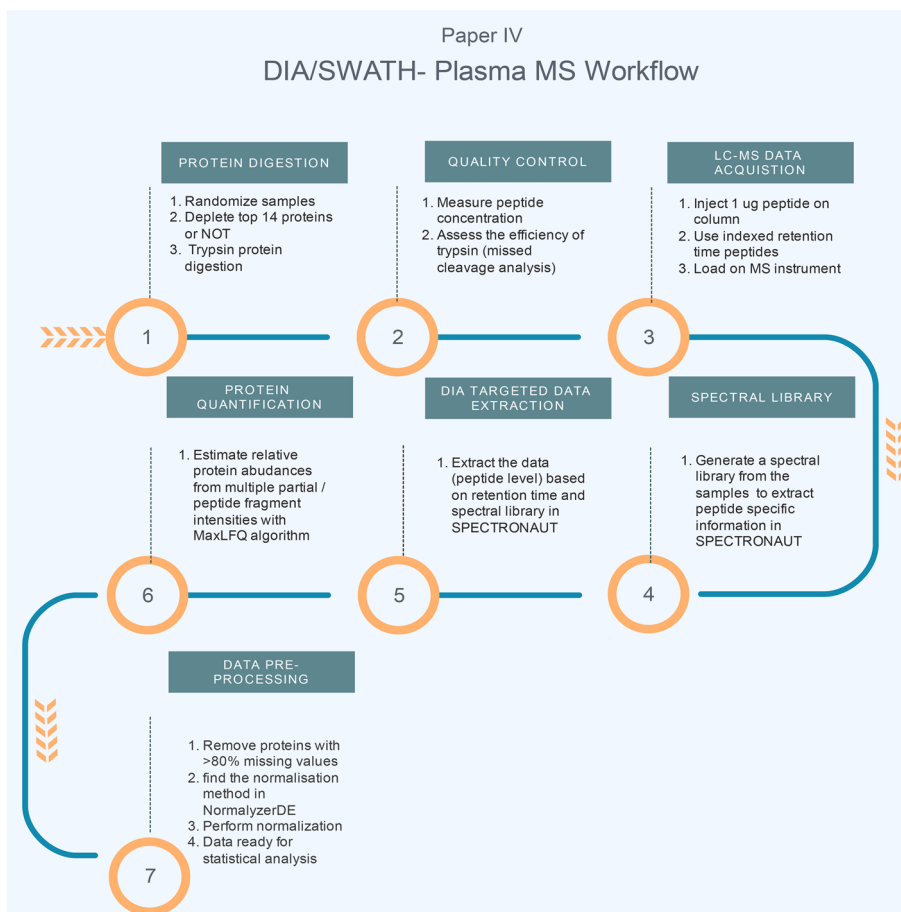 Paper IV
DIA/SWATH- Plasma MS Workflow
PROTEIN DIGESTION
1. Randomize samples
2. Deplete top 14 proteins
or NOT
3. Trypsin protein
digestion
1
QUALITY CONTROL
1. Measure peptide
concentration
2. Assess the efficiency of
trypsin (missed
cleavage analysis)
2
LC-MS DATA
ACQUISTION
1. Inject 1 ug peptide on
column
2. Use indexed retention
time peptides
3. Load on MS instrument
3
SPECTRAL LIBRARY
1. Generate a spectral
library from the
samples to extract
peptide specific
information in
SPECTRONAUT
4
DIA TARGETED DATA
EXTRACTION
1. Extract the data
(peptide level) based
on retention time and
spectral library in
SPECTRONAUT
5
PROTEIN
QUANTIFICATION
1. Estimate relative
protein abudances
from multiple partial /
peptide fragment
intensities with
MaxLFQ algorithm
6
DATA PRE-
PROCESSING
1. Remove proteins with
>80% missing values
2. find the normalisation
method in
NormalyzerDE
3. Perform normalization
4. Data ready for
statistical analysis
7